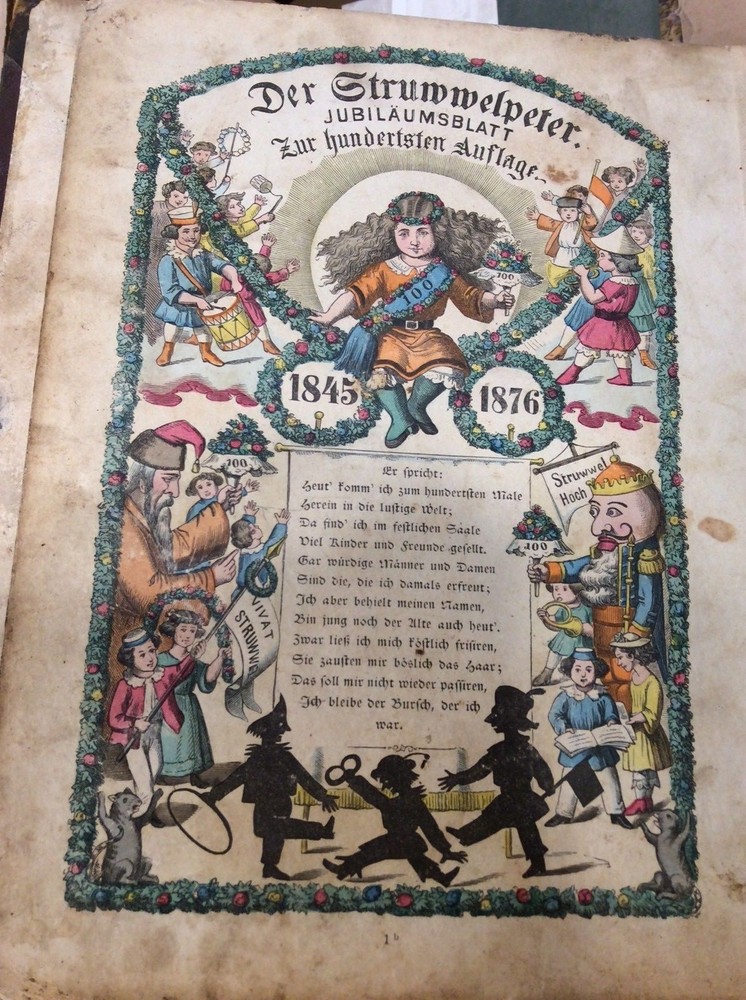 Der Struwwelpeter.
JUBILÄUMSBLATT
Zur hundertsten Auflage.
100
100
1845
1876
100
Struwwel
Hoch
100
VIVAT
STRUWW
Er spricht:
Heut' komm' ich zum hundertsten Male
Herein in die lustige Welt;
Da find' ich im festlichen Saale
Viel Kinder und Freunde gesellt.
Gar würdige Männer und Damen
Sind die, die ich damals erfreut;
Ich aber behielt meinen Namen,
Bin jung noch der Alte auch heut'.
Zwar ließ ich mich köstlich frisiren,
Sie zausten mir böslich das Haar;
Das soll mir nicht wieder passiren,
Ich bleibe der Bursch, der ich
war.
1b